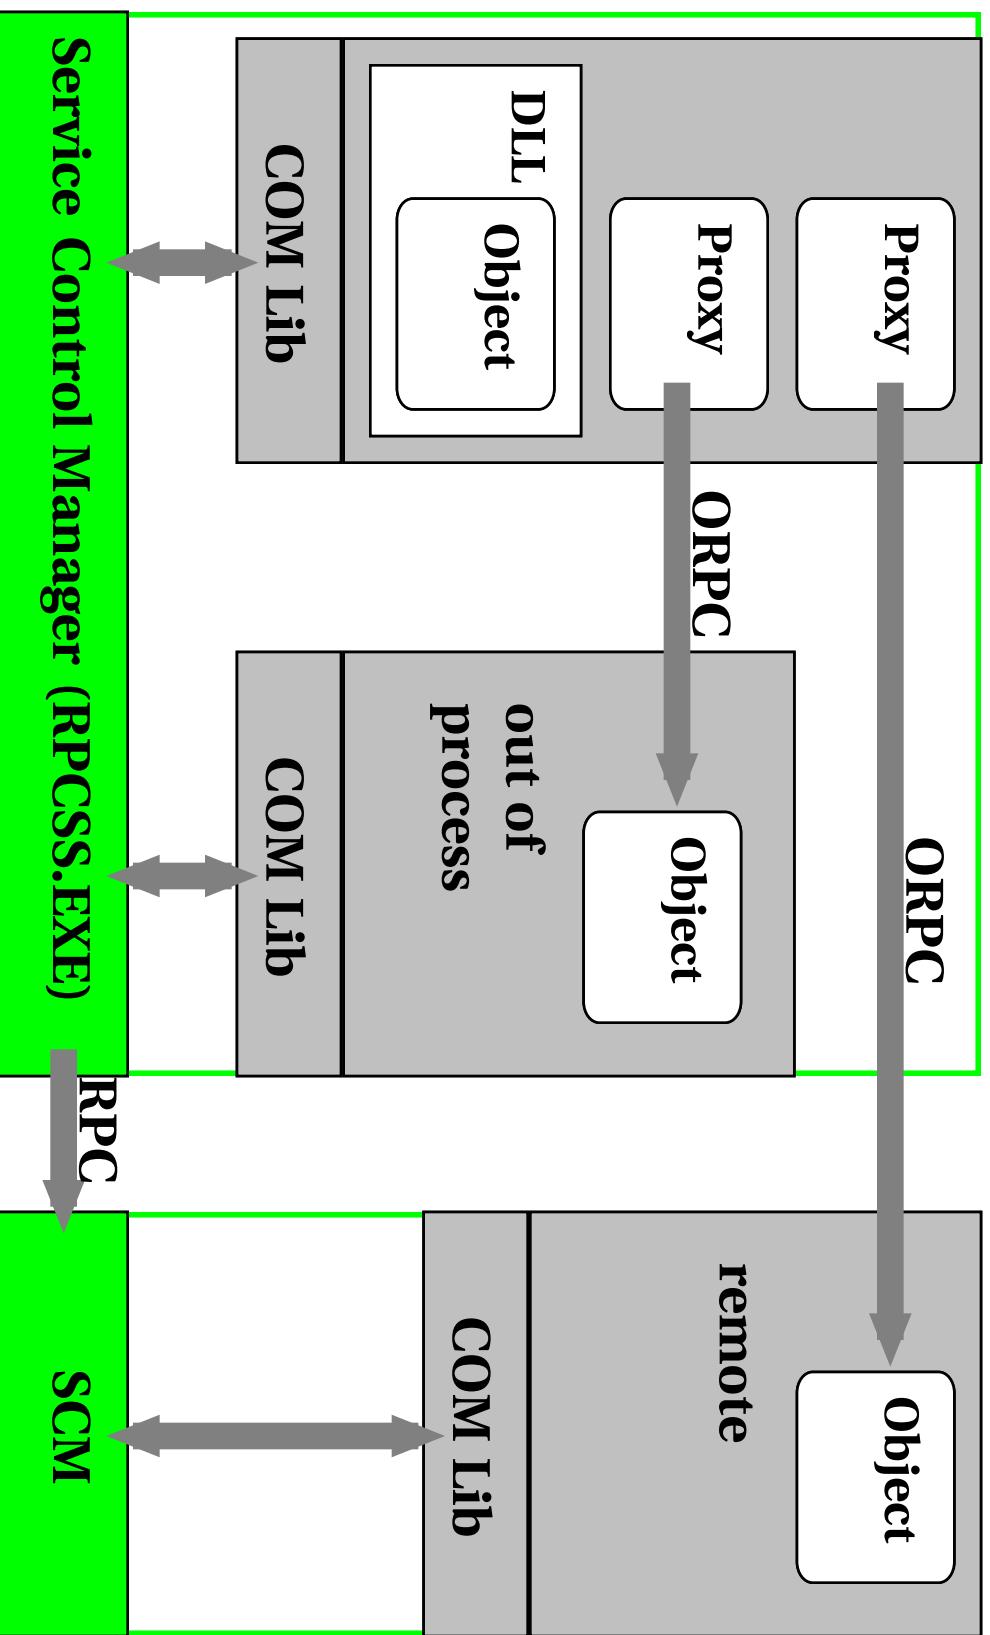 ORPC
Proxy
Object
remote
Proxy
ORPC
Object
DLL
Object
out of
process
COM Lib
COM Lib
COM Lib
RPC
Service Control Manager (RPCSS.EXE)
SCM